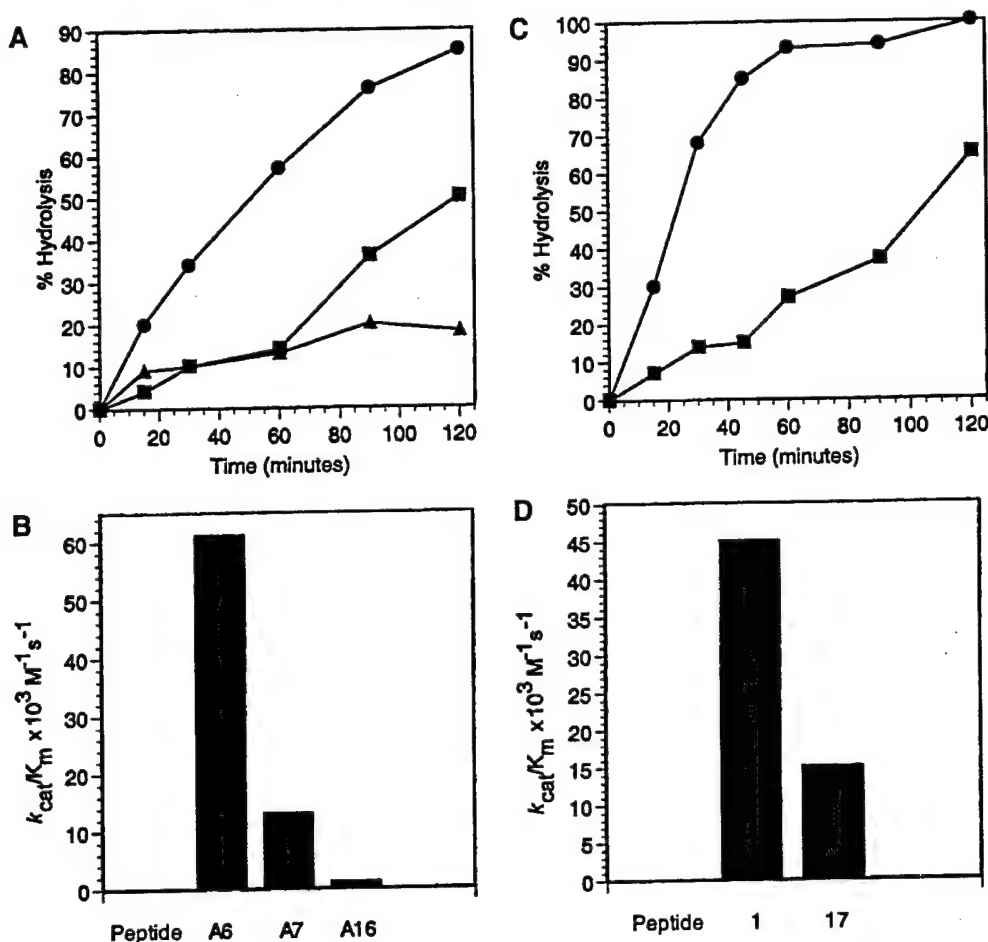 A
% Hydrolysis
90
80
70
60
50
40
30
20
10
0
0 20 40 60 80 100 120
Time (minutes)
C
% Hydrolysis
100
90
80
70
60
50
40
30
20
10
0
0 20 40 60 80 100 120
Time (minutes)
B
kcat/Km x10³ M⁻¹s⁻¹
60
50
40
30
20
10
0
Peptide A6 A7 A16
D
kcat/Km x10³ M⁻¹s⁻¹
50
45
40
35
30
25
20
15
10
5
0
Peptide 1 17